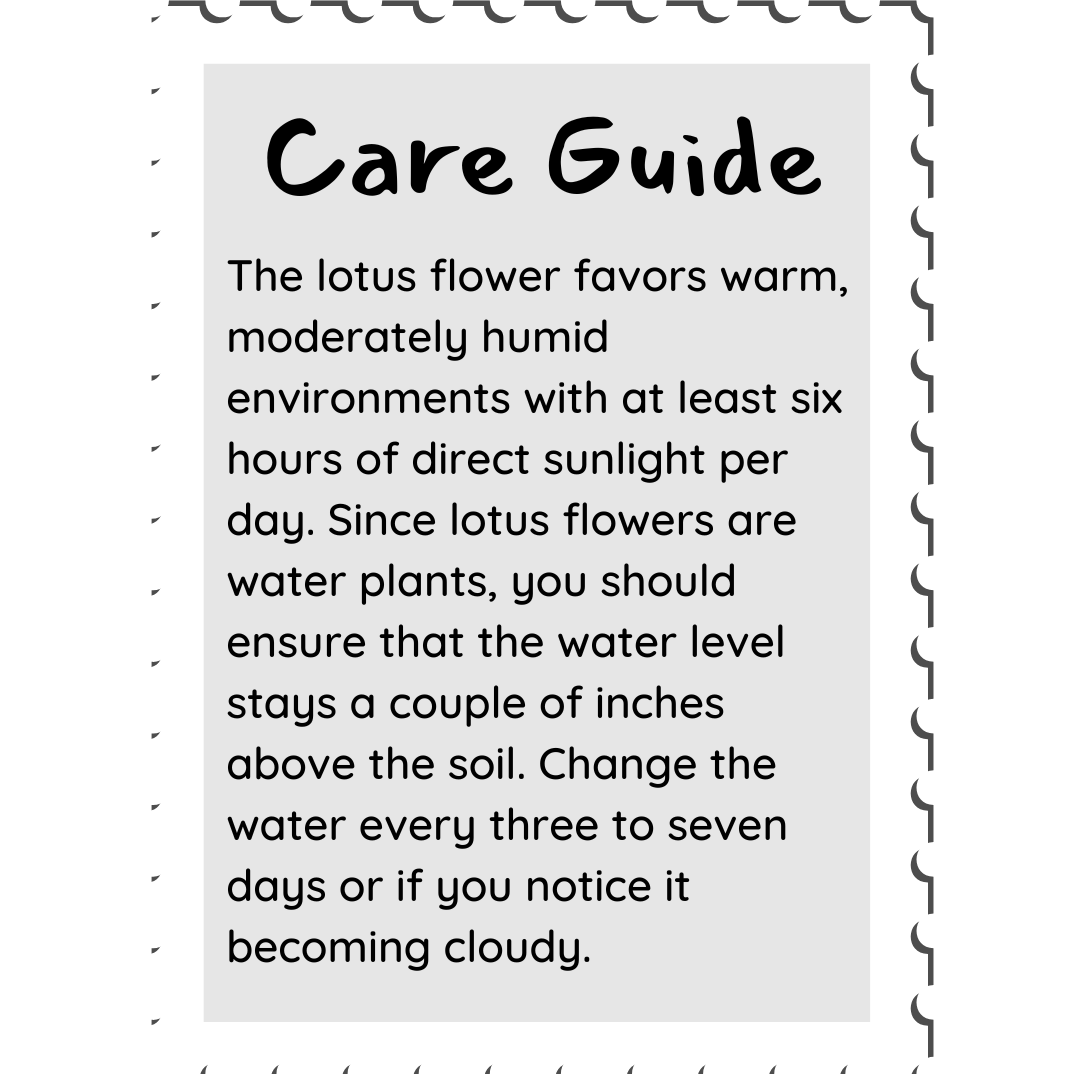 Care Guide
The lotus flower favors warm,
moderately humid
environments with at least six
hours of direct sunlight per
day. Since lotus flowers are
water plants, you should
ensure that the water level
stays a couple of inches
above the soil. Change the
water every three to seven
days or if you notice it
becoming cloudy.